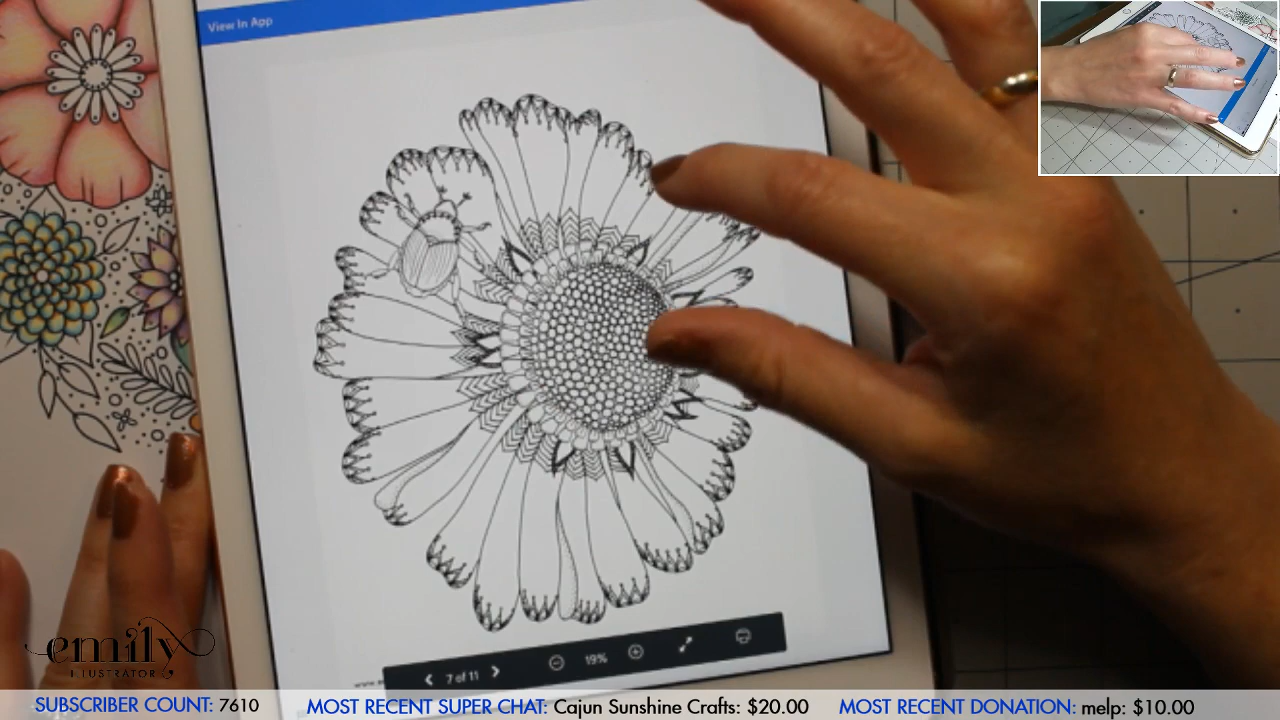 View In App
7 of 11
19%
emily
ILLUSTRATOR
SUBSCRIBER COUNT: 7610
MOST RECENT SUPER CHAT: Cajun Sunshine Crafts: $20.00
MOST RECENT DONATION: melp: $10.00